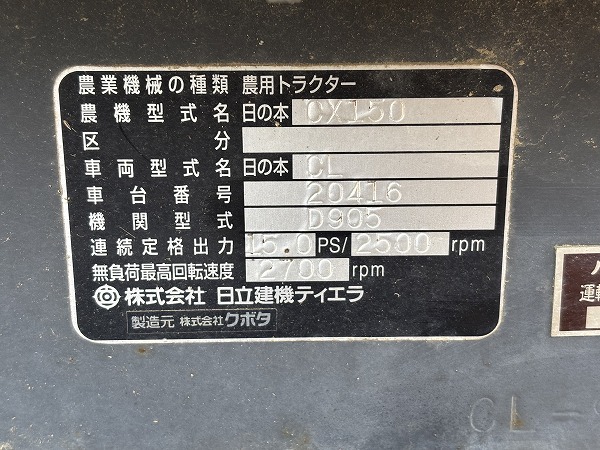 農業機械の種類 農用トラクター
農機型式名 日の本 CX150
区分
車両型式名 日の本 CL
車台番号 20416
機関型式 D905
連続定格出力 15.0 PS/ 2500 rpm
無負荷最高回転速度 2700 rpm
株式会社 日立建機ティエラ
製造元 株式会社クボタ
運転
CL-